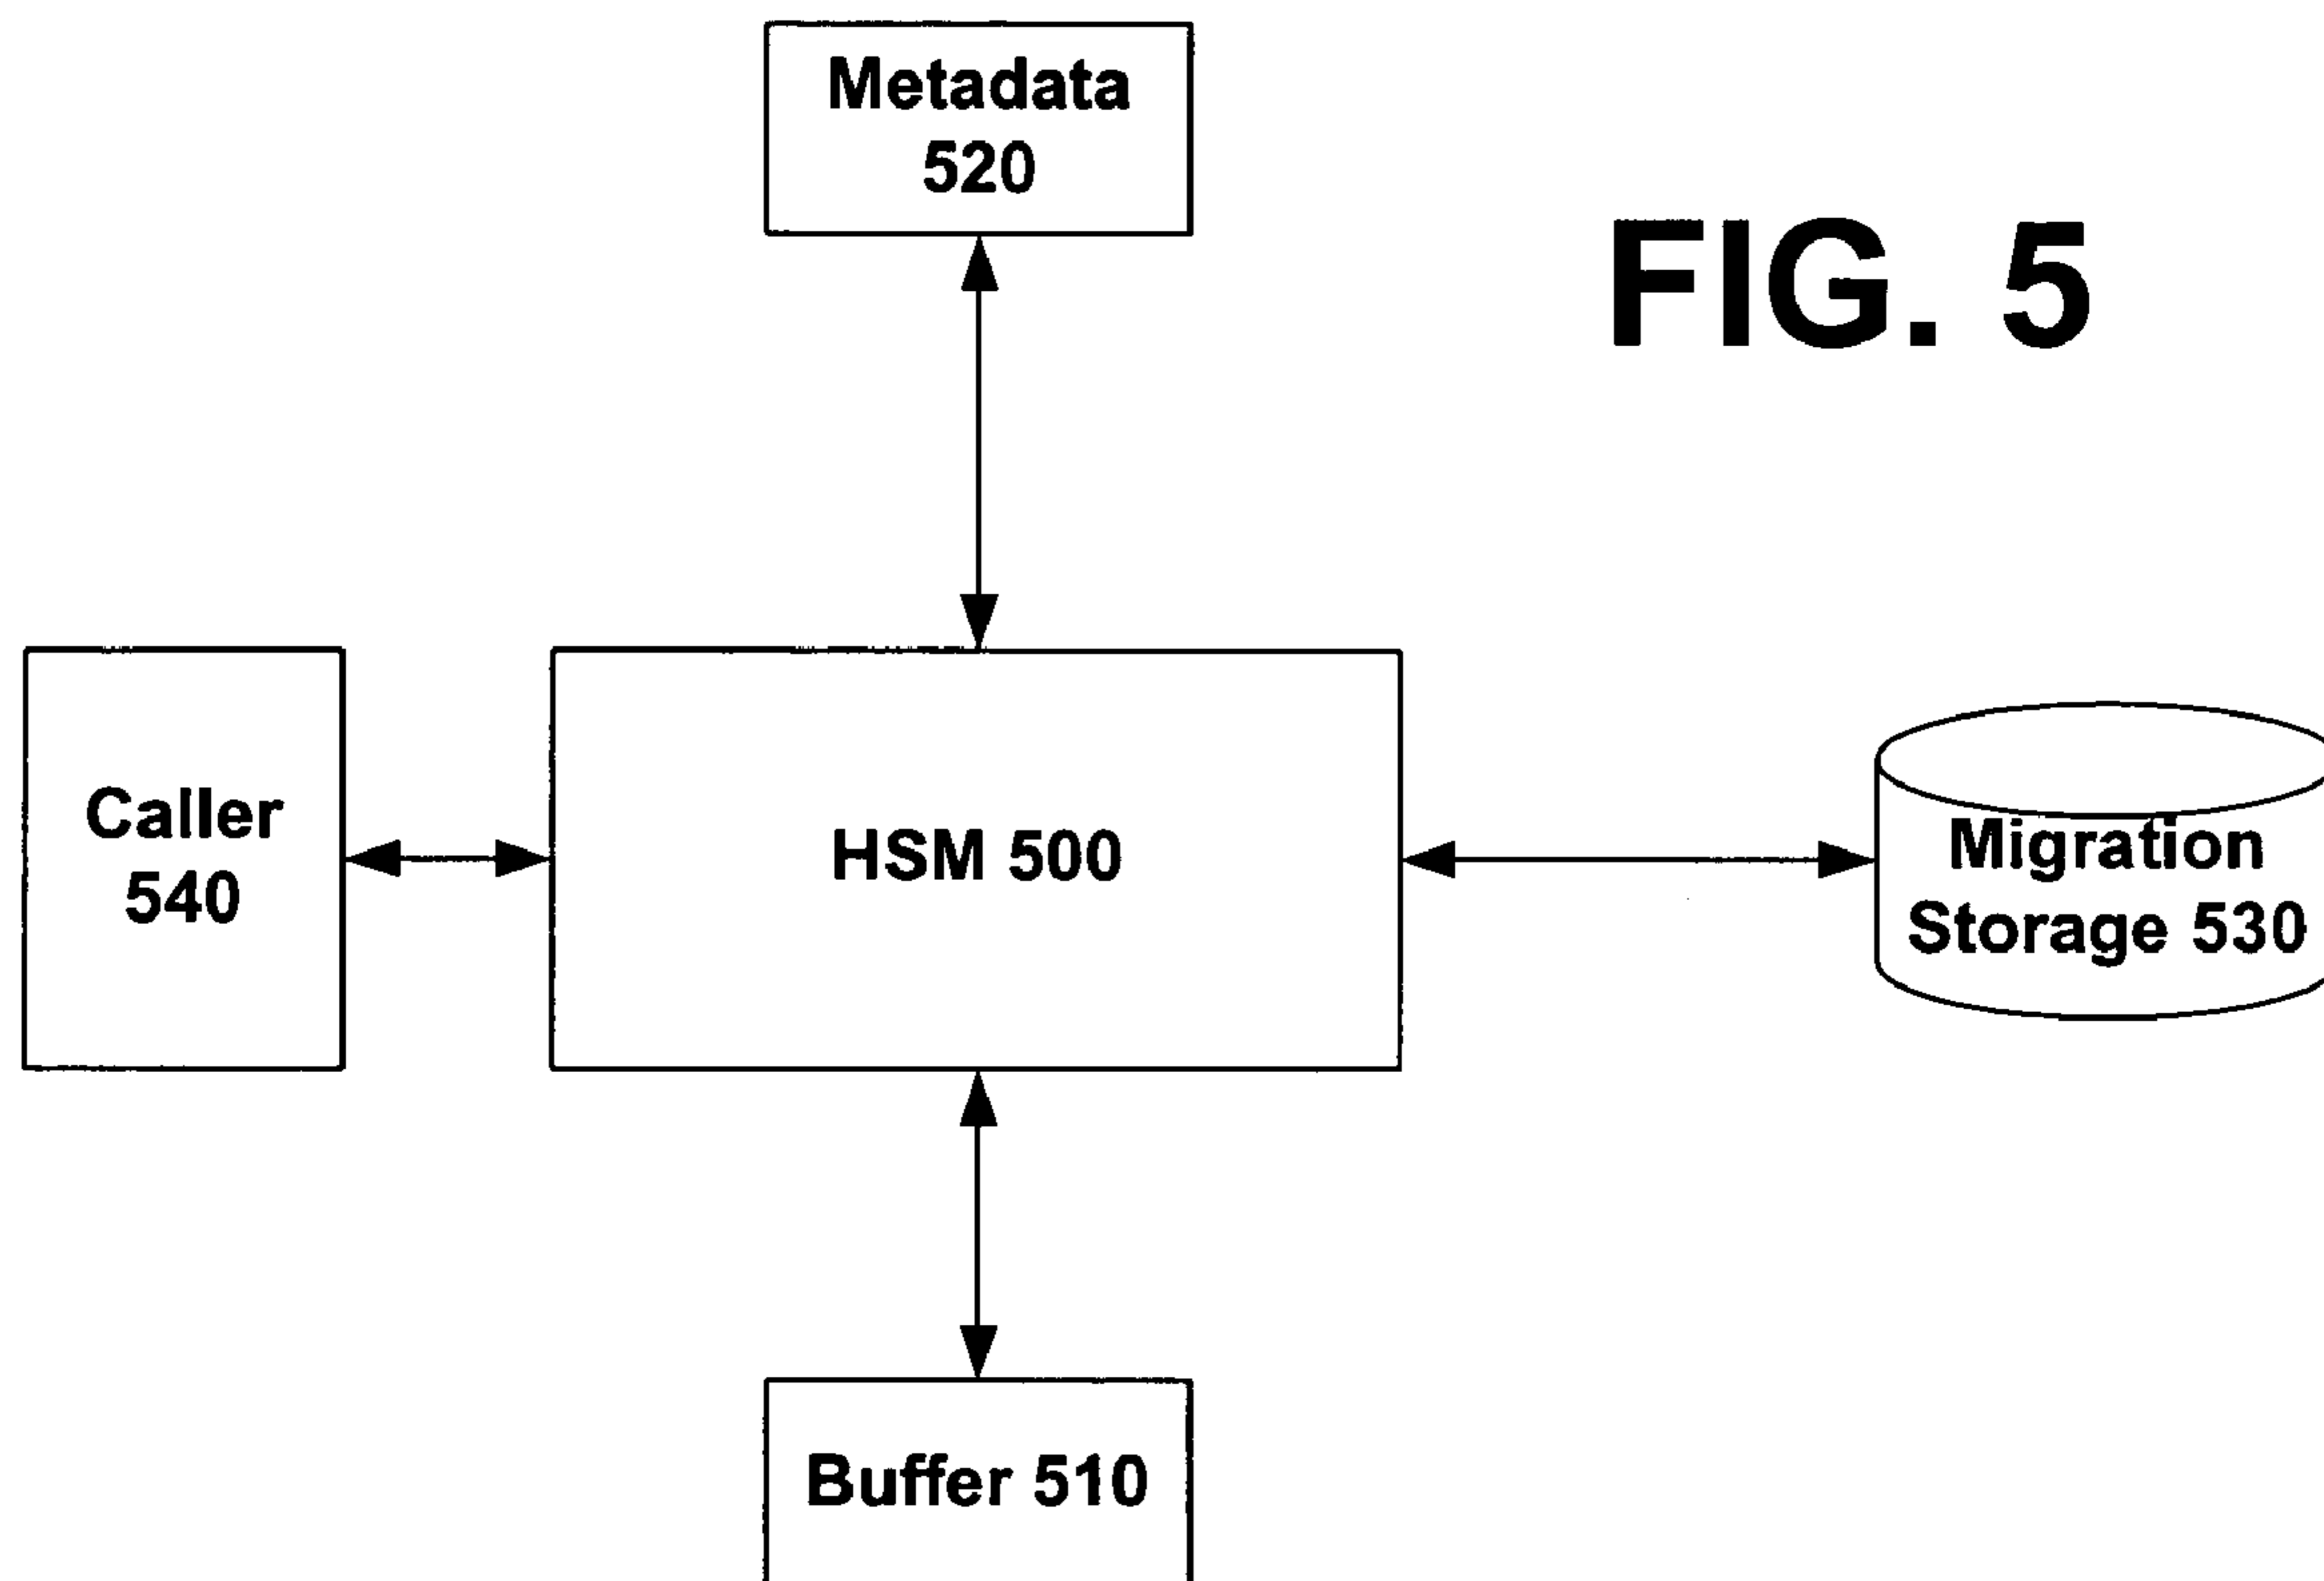 Metadata
520
FIG. 5
Caller
540
HSM 500
Migration
Storage 530
Buffer 510